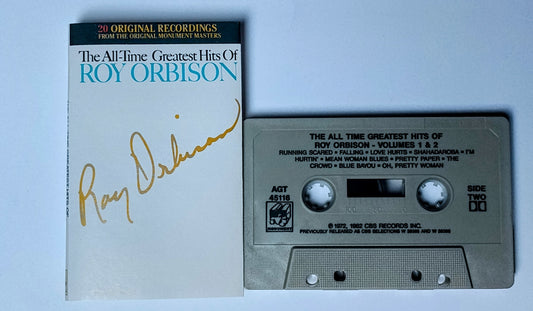 20 ORIGINAL RECORDINGS
FROM THE ORIGINAL MONUMENT MASTERS
The All-Time Greatest Hits Of
ROY ORBISON
Roy Orbison
THE ALL TIME GREATEST HITS OF
ROY ORBISON - VOLUMES 1 & 2
RUNNING SCARED • FALLING • LOVE HURTS • SHAHADAROBA • I'M
HURTIN' • MEAN WOMAN BLUES • PRETTY PAPER • THE
CROWD • BLUE BAYOU • OH, PRETTY WOMAN
AGT
45116
SIDE
TWO
℗ 1972, 1982 CBS RECORDS INC.
PREVIOUSLY RELEASED AS CBS SELECTIONS